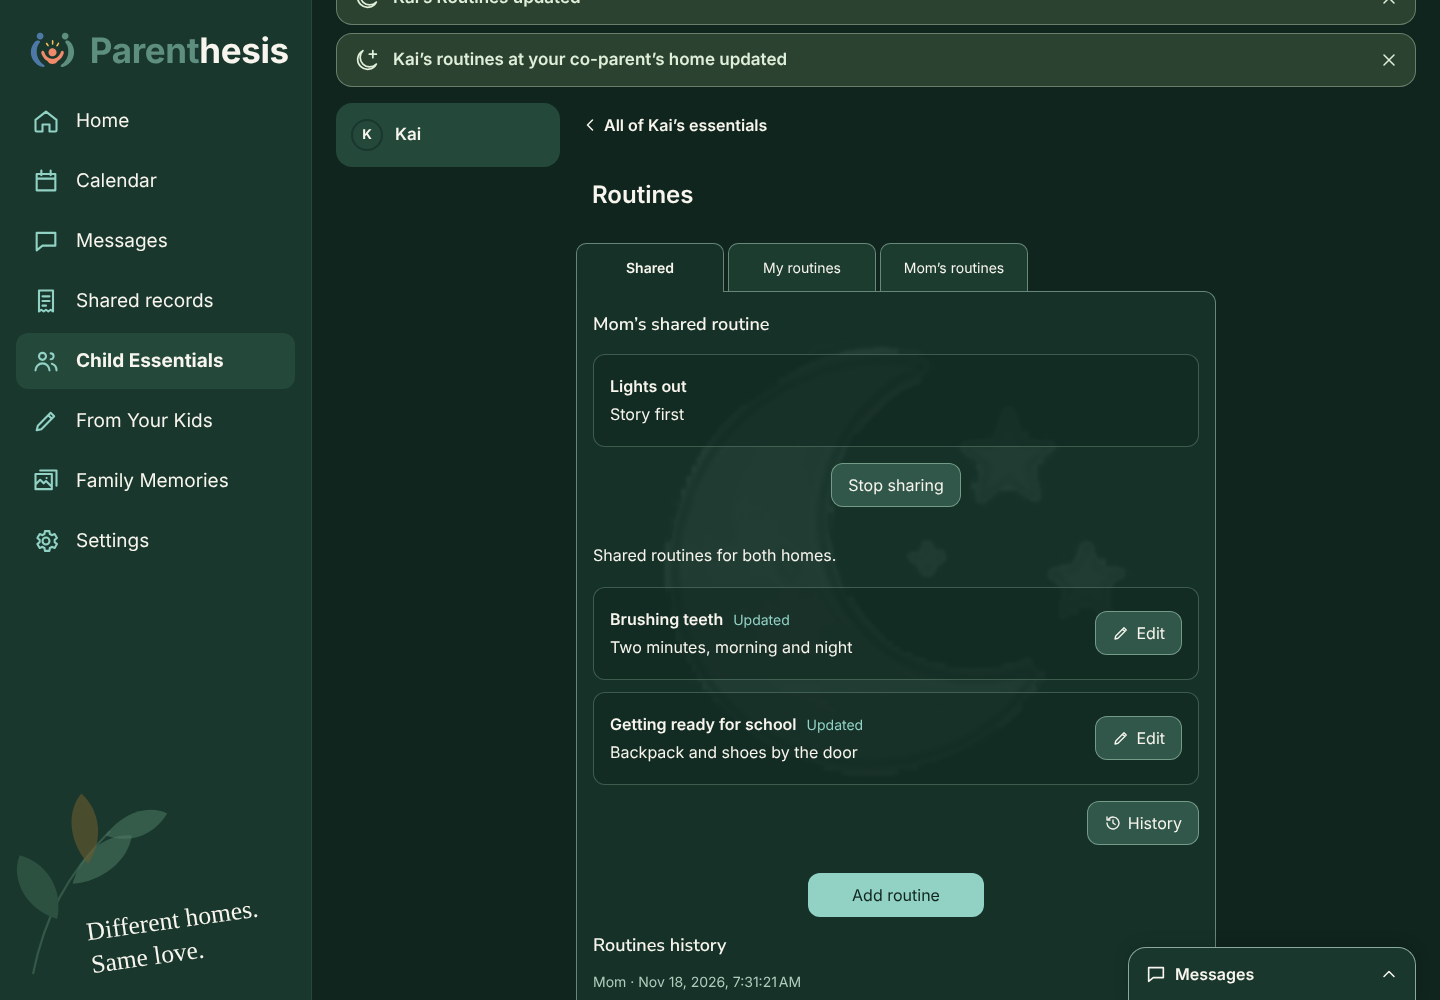 Kai's Routines updated
Kai's routines at your co-parent's home updated
Parenthesis
Home
Calendar
Messages
Shared records
Child Essentials
From Your Kids
Family Memories
Settings
Different homes.
Same love.
K
Kai
All of Kai's essentials
Routines
Shared
My routines
Mom's routines
Mom's shared routine
Lights out
Story first
Stop sharing
Shared routines for both homes.
Brushing teeth Updated
Two minutes, morning and night
Edit
Getting ready for school Updated
Backpack and shoes by the door
Edit
History
Add routine
Routines history
Mom · Nov 18, 2026, 7:31:21 AM
Messages